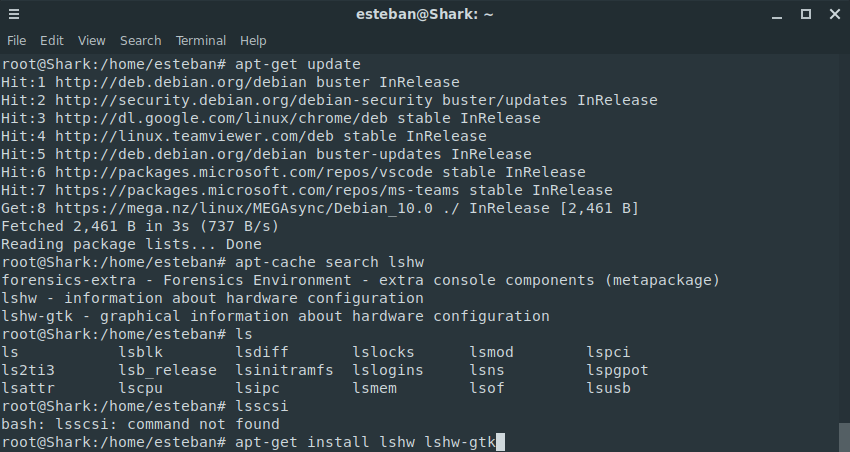 esteban@Shark: ~
File Edit View Search Terminal Help
root@Shark:/home/esteban# apt-get update
Hit:1 http://deb.debian.org/debian buster InRelease
Hit:2 http://security.debian.org/debian-security buster/updates InRelease
Hit:3 http://dl.google.com/linux/chrome/deb stable InRelease
Hit:4 http://linux.teamviewer.com/deb stable InRelease
Hit:5 http://deb.debian.org/debian buster-updates InRelease
Hit:6 http://packages.microsoft.com/repos/vscode stable InRelease
Hit:7 https://packages.microsoft.com/repos/ms-teams stable InRelease
Get:8 https://mega.nz/linux/MEGAsync/Debian_10.0 ./ InRelease [2,461 B]
Fetched 2,461 B in 3s (737 B/s)
Reading package lists... Done
root@Shark:/home/esteban# apt-cache search lshw
forensics-extra - Forensics Environment - extra console components (metapackage)
lshw - information about hardware configuration
lshw-gtk - graphical information about hardware configuration
root@Shark:/home/esteban# ls
ls lsblk lsdiff lslocks lsmod lspci
ls2ti3 lsb_release lsinitramfs lslogins lsns lspgpot
lsattr lscpu lsipc lsmem lsof lsusb
root@Shark:/home/esteban# lsscsi
bash: lsscsi: command not found
root@Shark:/home/esteban# apt-get install lshw lshw-gtk